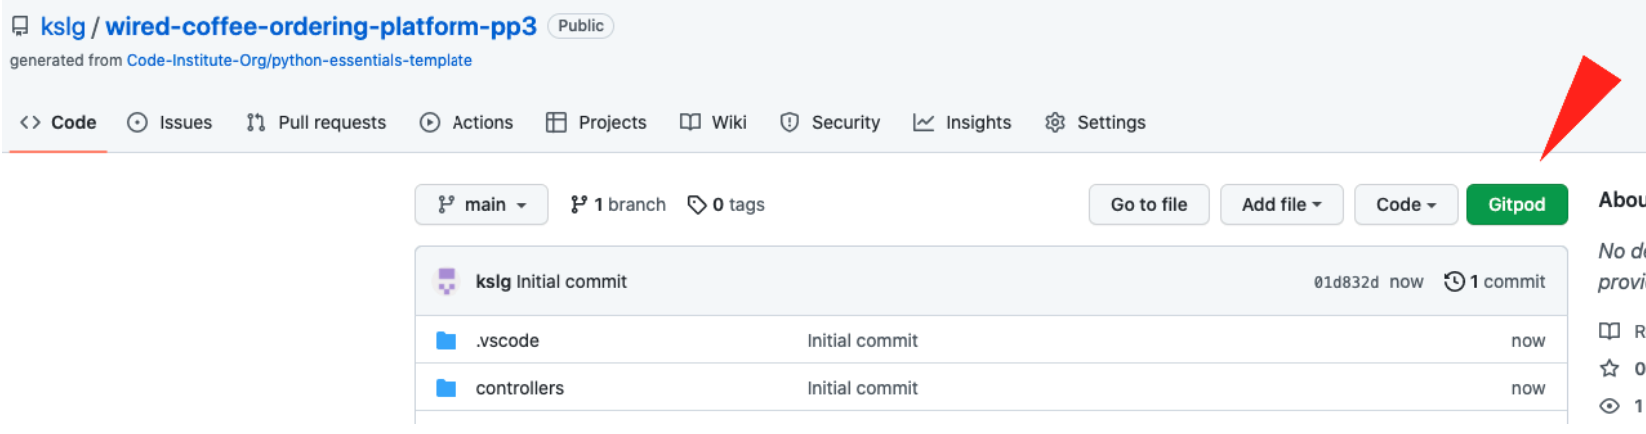 kslg / wired-coffee-ordering-platform-pp3 Public
generated from Code-Institute-Org/python-essentials-template
Code Issues Pull requests Actions Projects Wiki Security Insights Settings
main 1 branch 0 tags Go to file Add file Code Gitpod
kslg Initial commit 01d832d now 1 commit
.vscode Initial commit now
controllers Initial commit now
Abou
No de
provi
R
0
1